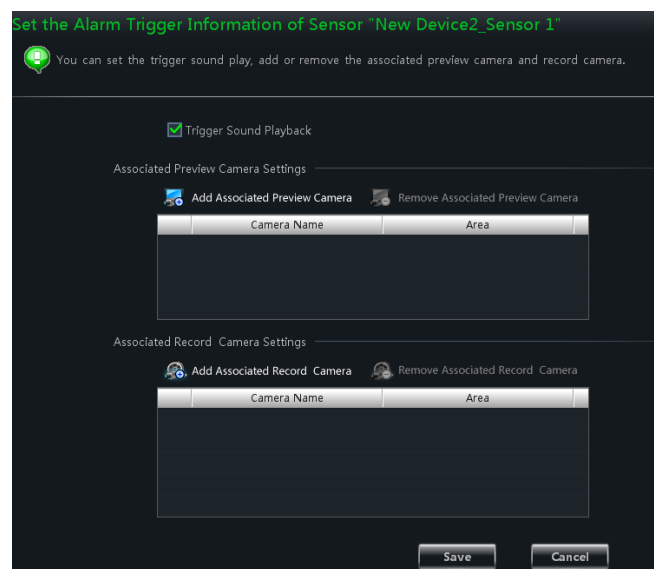 Set the Alarm Trigger Information of Sensor "New Device2_Sensor 1"
You can set the trigger sound play, add or remove the associated preview camera and record camera.
Trigger Sound Playback
Associated Preview Camera Settings
Add Associated Preview Camera Remove Associated Preview Camera
Camera Name Area
Associated Record Camera Settings
Add Associated Record Camera Remove Associated Record Camera
Camera Name Area
Save Cancel